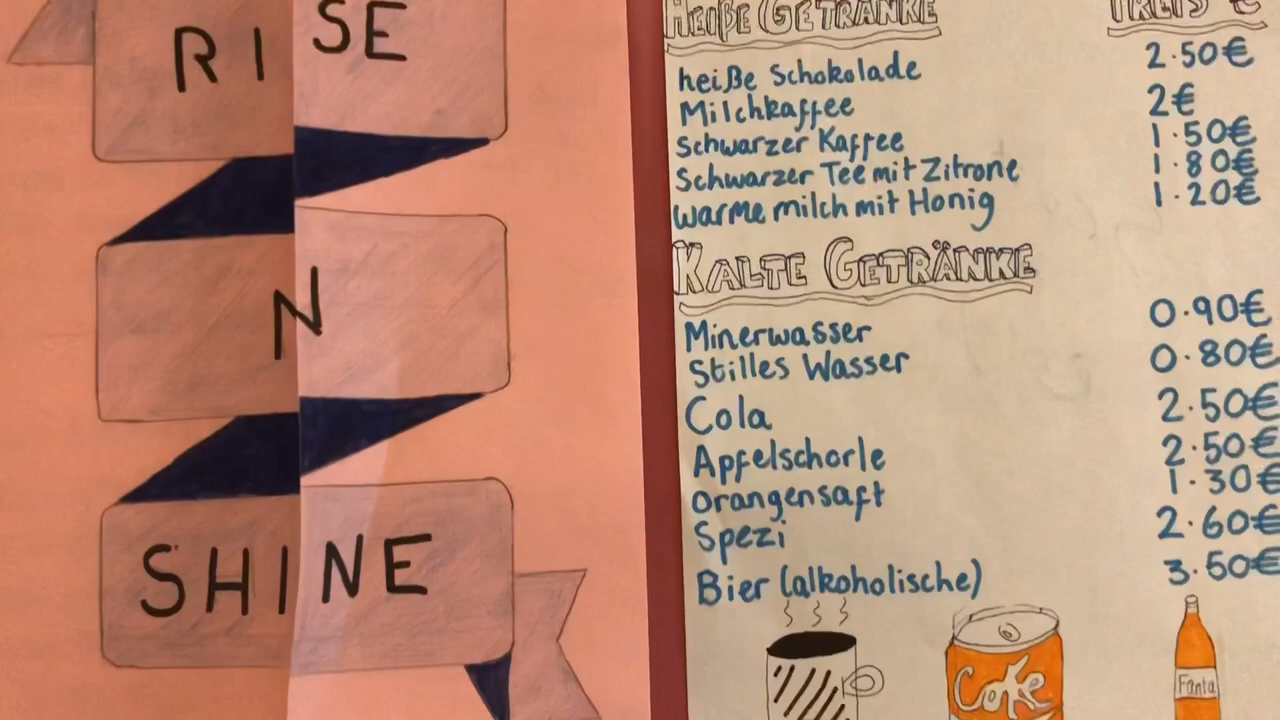 RISE
N
SHINE
HEIßE GETRÄNKE PREIS €
heiße Schokolade 2.50€
Milchkaffee 2€
Schwarzer Kaffee 1.50€
Schwarzer Tee mit Zitrone 1.80€
warme milch mit Honig 1.20€
KALTE GETRÄNKE
Minerwasser 0.90€
Stilles Wasser 0.80€
Cola 2.50€
Apfelschorle 2.50€
Orangensaft 1.30€
Spezi 2.60€
Bier (alkoholische) 3.50€
Coke
Fanta